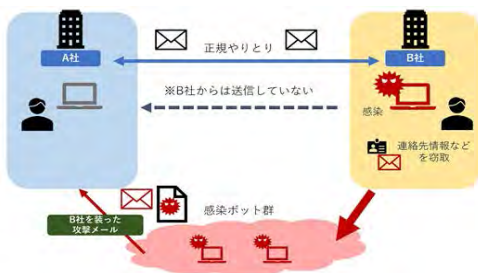 A社
正規やりとり
B社
※B社からは送信していない
感染
連絡先情報など
を窃取
感染ボット群
B社を装った
攻撃メール